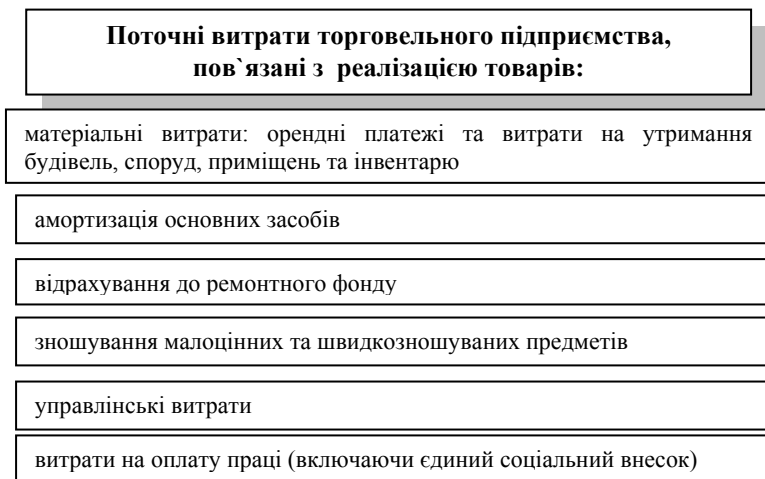 Поточні витрати торговельного підприємства,
пов`язані з реалізацією товарів:
матеріальні витрати: орендні платежі та витрати на утримання
будівель, споруд, приміщень та інвентарю
амортизація основних засобів
відрахування до ремонтного фонду
зношування малоцінних та швидкозношуваних предметів
управлінські витрати
витрати на оплату праці (включаючи єдиний соціальний внесок)